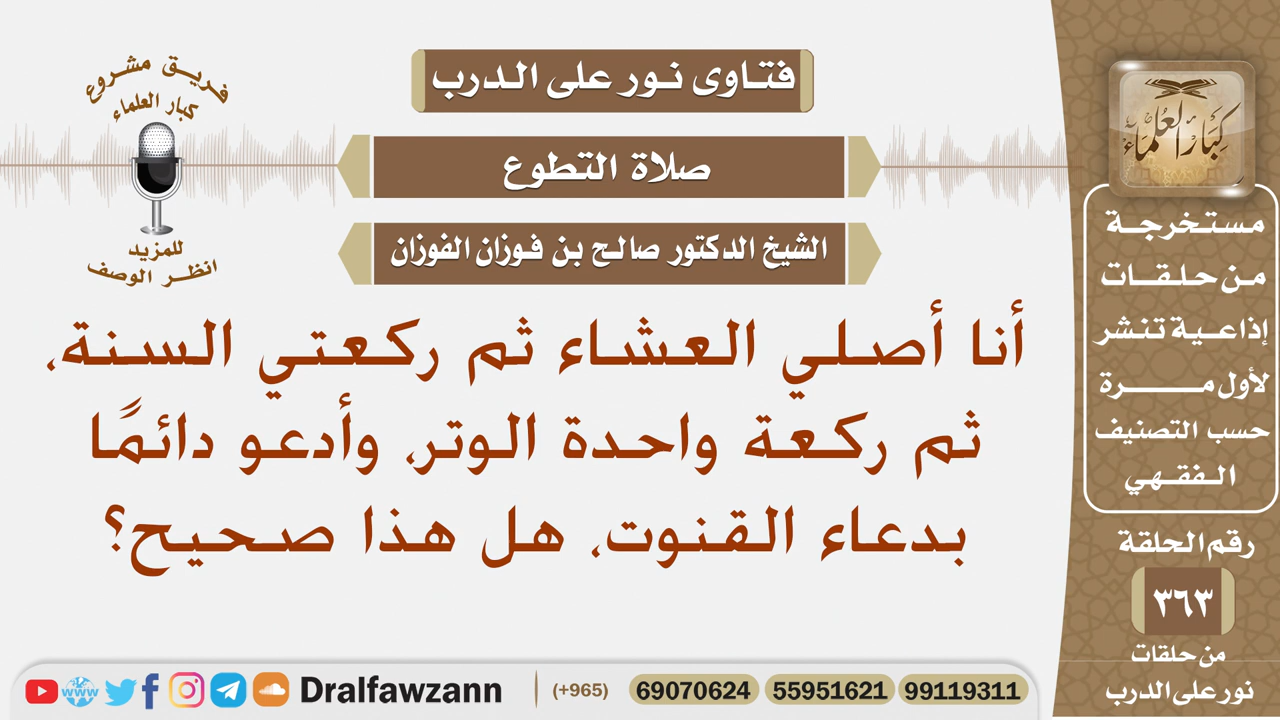 فتاوى نور على الدرب
صلاة التطوع
الشيخ الدكتور صالح بن فوزان الفوزان
أنا أصلي العشاء ثم ركعتي السنة،
ثم ركعة واحدة الوتر، وأدعو دائمًا
بدعاء القنوت، هل هذا صحيح؟
فريق مشروع
كبار العلماء
للمزيد
انظر الوصف
كبار العلماء
مستخرجة
من حلقات
إذاعية تنشر
لأول مرة
حسب التصنيف
الفقهي
رقم الحلقة
٣٦٣
من حلقات
نور على الدرب
www
Dralfawzann
(+965)
69070624
55951621
99119311